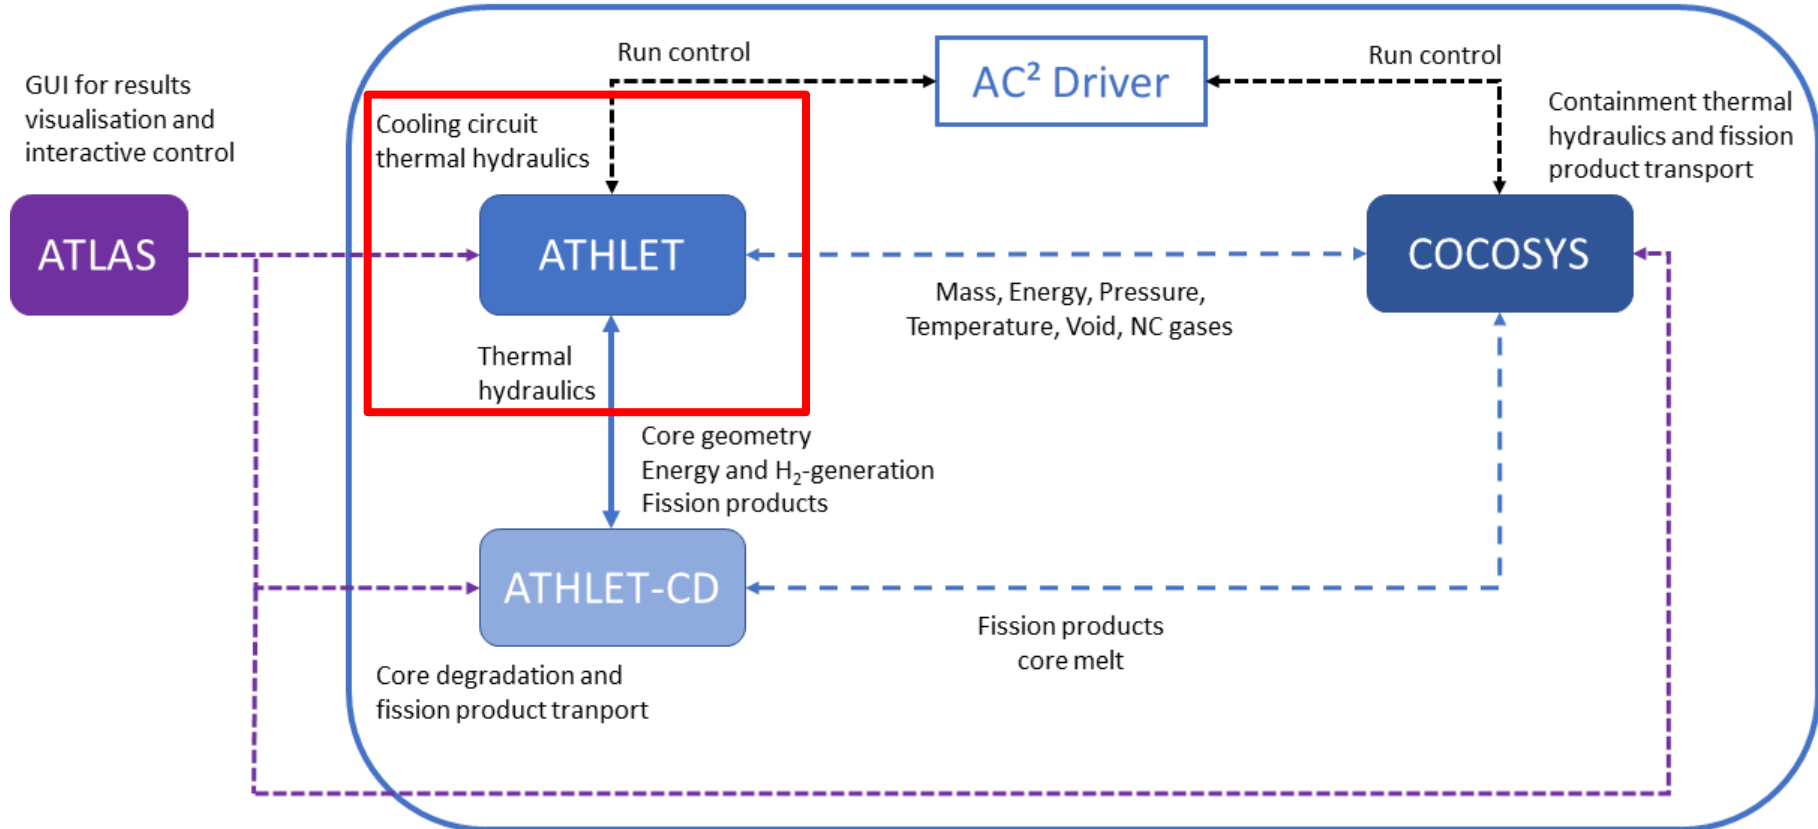 Run control
AC² Driver
Run control
GUI for results
visualisation and
interactive control
Cooling circuit
thermal hydraulics
Containment thermal
hydraulics and fission
product transport
ATLAS
ATHLET
COCOSYS
Mass, Energy, Pressure,
Temperature, Void, NC gases
Thermal
hydraulics
Core geometry
Energy and H₂-generation
Fission products
ATHLET-CD
Fission products
core melt
Core degradation and
fission product tranport